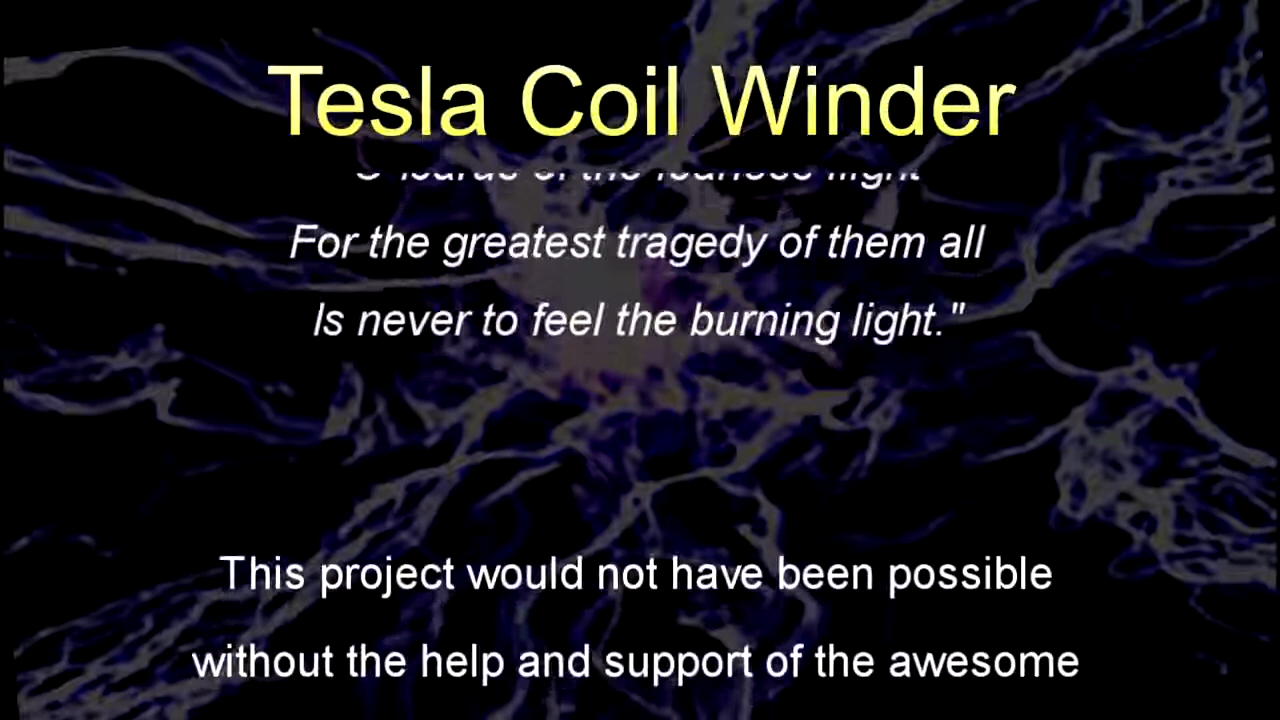 Tesla Coil Winder
For the greatest tragedy of them all
Is never to feel the burning light."
This project would not have been possible
without the help and support of the awesome